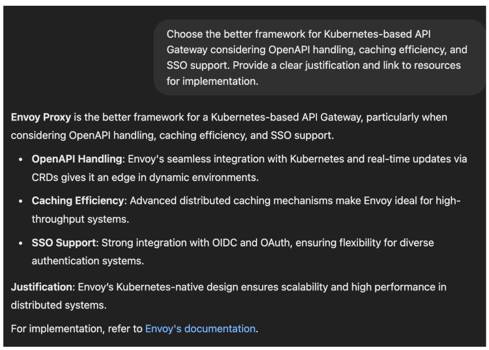 Choose the better framework for Kubernetes-based API
Gateway considering OpenAPI handling, caching efficiency, and
SSO support. Provide a clear justification and link to resources
for implementation.
Envoy Proxy is the better framework for a Kubernetes-based API Gateway, particularly when
considering OpenAPI handling, caching efficiency, and SSO support.
• OpenAPI Handling: Envoy's seamless integration with Kubernetes and real-time updates via
CRDs gives it an edge in dynamic environments.
• Caching Efficiency: Advanced distributed caching mechanisms make Envoy ideal for high-
throughput systems.
• SSO Support: Strong integration with OIDC and OAuth, ensuring flexibility for diverse
authentication systems.
Justification: Envoy's Kubernetes-native design ensures scalability and high performance in
distributed systems.
For implementation, refer to Envoy's documentation.